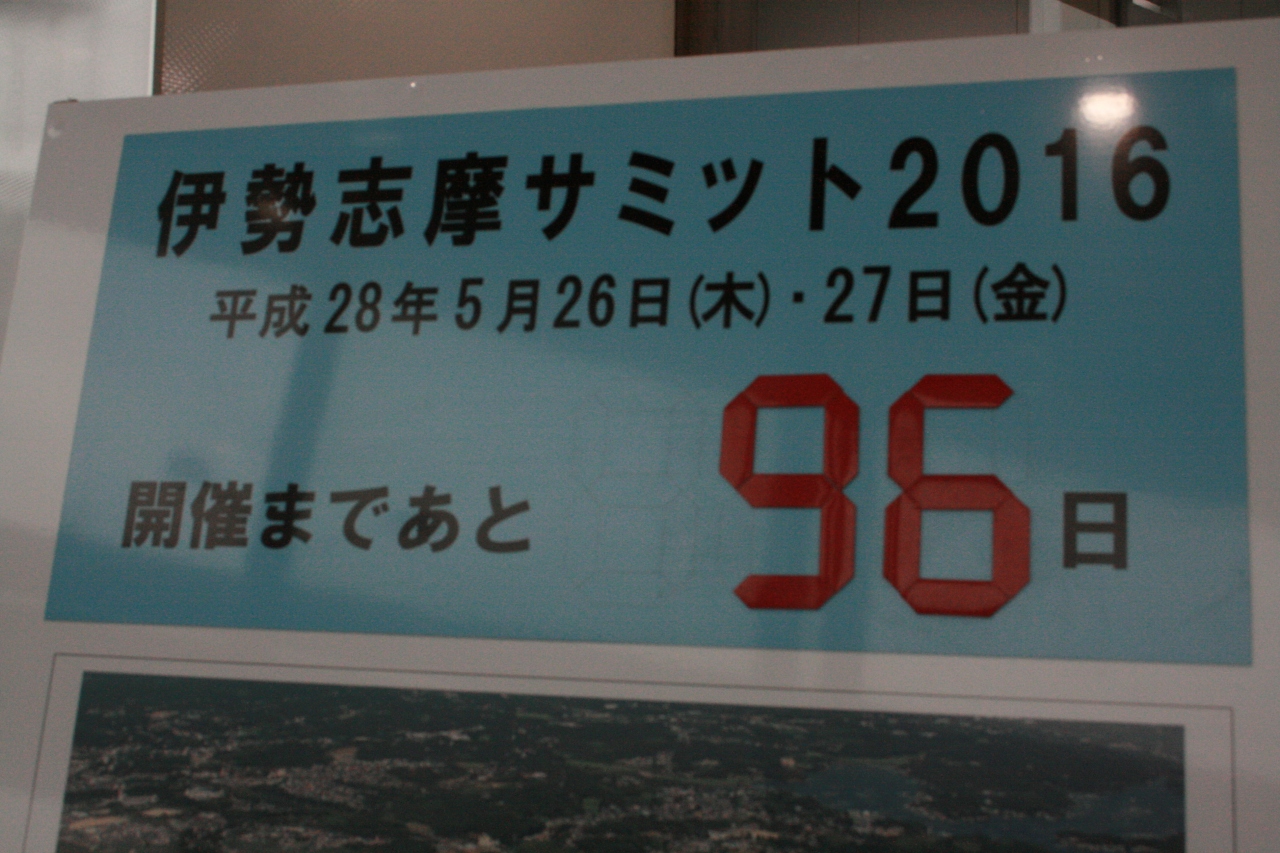 伊勢志摩サミット2016
平成28年5月26日(木)・27日(金)
開催まであと 96日